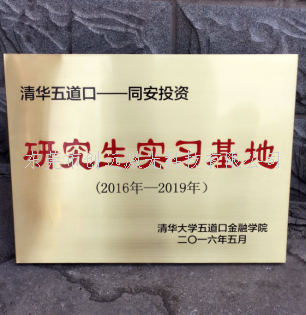 清华五道口——同安投资
研究生实习基地
(2016年—2019年)
清华大学五道口金融学院
二〇一六年五月